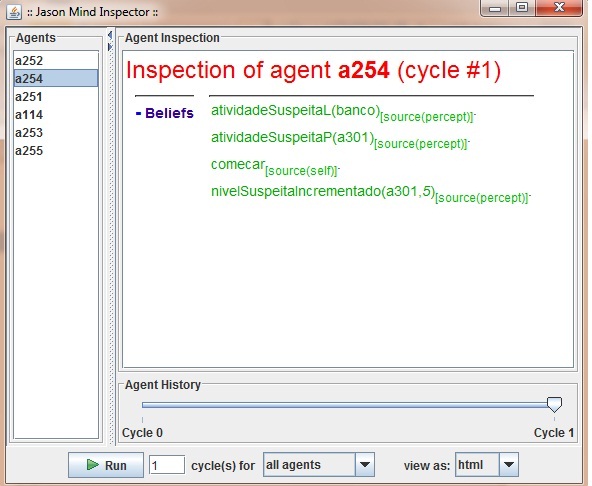 :: Jason Mind Inspector ::
Agents
a252
a254
a251
a114
a253
a255
Agent Inspection
Inspection of agent a254 (cycle #1)
- Beliefs
atividadeSuspeitaL(banco)[source(percept)].
atividadeSuspeitaP(a301)[source(percept)].
comecar[source(self)].
nivelSuspeitaIncrementado(a301,5)[source(percept)].
Agent History
Cycle 0 Cycle 1
Run 1 cycle(s) for all agents view as: html